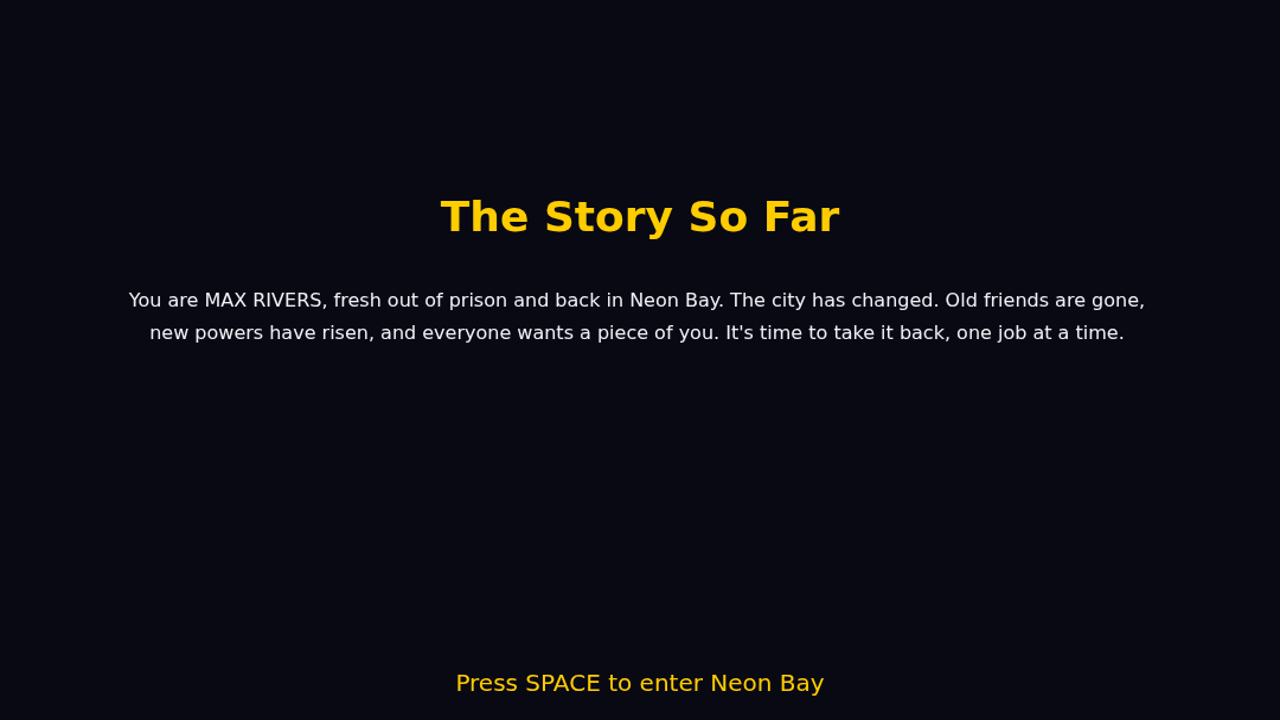 The Story So Far
You are MAX RIVERS, fresh out of prison and back in Neon Bay. The city has changed. Old friends are gone,
new powers have risen, and everyone wants a piece of you. It's time to take it back, one job at a time.
Press SPACE to enter Neon Bay